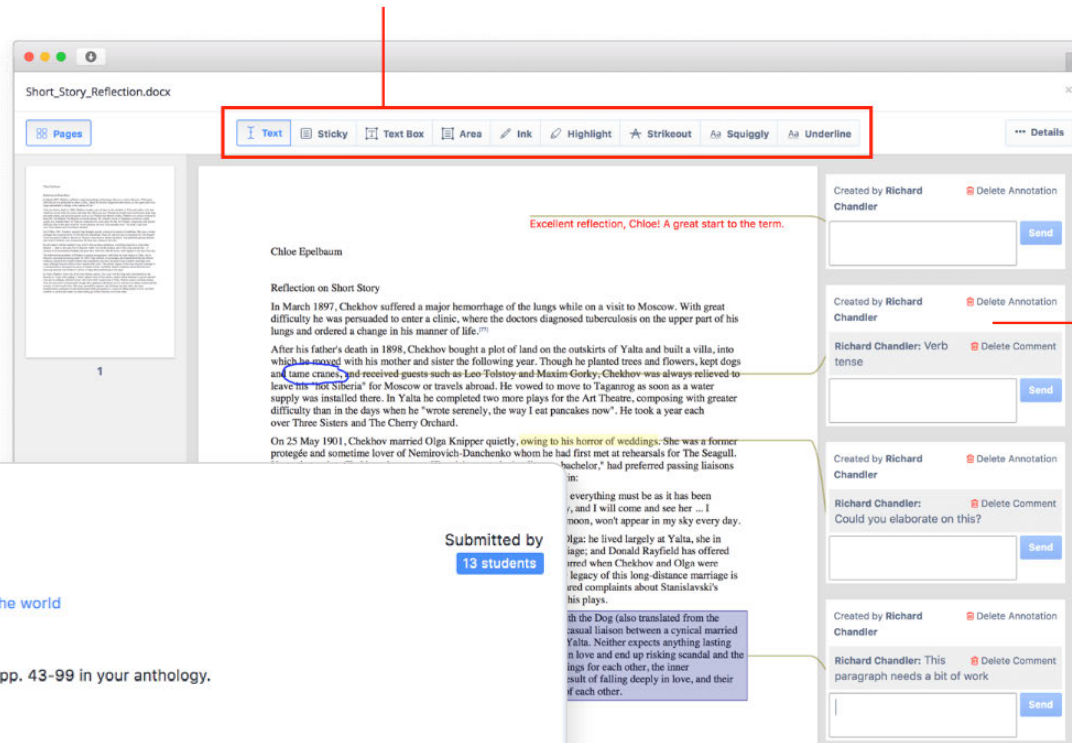 Short_Story_Reflection.docx
Pages
Text
Sticky
Text Box
Area
Ink
Highlight
Strikeout
Squiggly
Underline
Details
1
Excellent reflection, Chloe! A great start to the term.
Chloe Epelbaum
Reflection on Short Story
In March 1897, Chekhov suffered a major hemorrhage of the lungs while on a visit to Moscow. With great
difficulty he was persuaded to enter a clinic, where the doctors diagnosed tuberculosis on the upper part of his
lungs and ordered a change in his manner of life.[77]
After his father's death in 1898, Chekhov bought a plot of land on the outskirts of Yalta and built a villa, into
which he moved with his mother and sister the following year. Though he planted trees and flowers, kept dogs
and tame cranes, and received guests such as Leo Tolstoy and Maxim Gorky, Chekhov was always relieved to
leave his "hot Siberia" for Moscow or travels abroad. He vowed to move to Taganrog as soon as a water
supply was installed there. In Yalta he completed two more plays for the Art Theatre, composing with greater
difficulty than in the days when he "wrote serenely, the way I eat pancakes now". He took a year each
over Three Sisters and The Cherry Orchard.
On 25 May 1901, Chekhov married Olga Knipper quietly, owing to his horror of weddings. She was a former
protegée and sometime lover of Nemirovich-Danchenko whom he had first met at rehearsals for The Seagull.
bachelor," had preferred passing liaisons
in:
everything must be as it has been
, and I will come and see her ... I
moon, won't appear in my sky every day.
Olga: he lived largely at Yalta, she in
iage; and Donald Rayfield has offered
rred when Chekhov and Olga were
legacy of this long-distance marriage is
ared complaints about Stanislavski's
his plays.
th the Dog (also translated from the
casual liaison between a cynical married
Yalta. Neither expects anything lasting
n love and end up risking scandal and the
ings for each other, the inner
esult of falling deeply in love, and their
of each other.
Created by Richard Chandler
Delete Annotation
Send
Created by Richard Chandler
Delete Annotation
Richard Chandler: Verb
tense
Delete Comment
Send
Created by Richard Chandler
Delete Annotation
Richard Chandler:
Could you elaborate on this?
Delete Comment
Send
Created by Richard Chandler
Delete Annotation
Richard Chandler: This
paragraph needs a bit of work
Delete Comment
Send
Submitted by
13 students
he world
pp. 43-99 in your anthology.